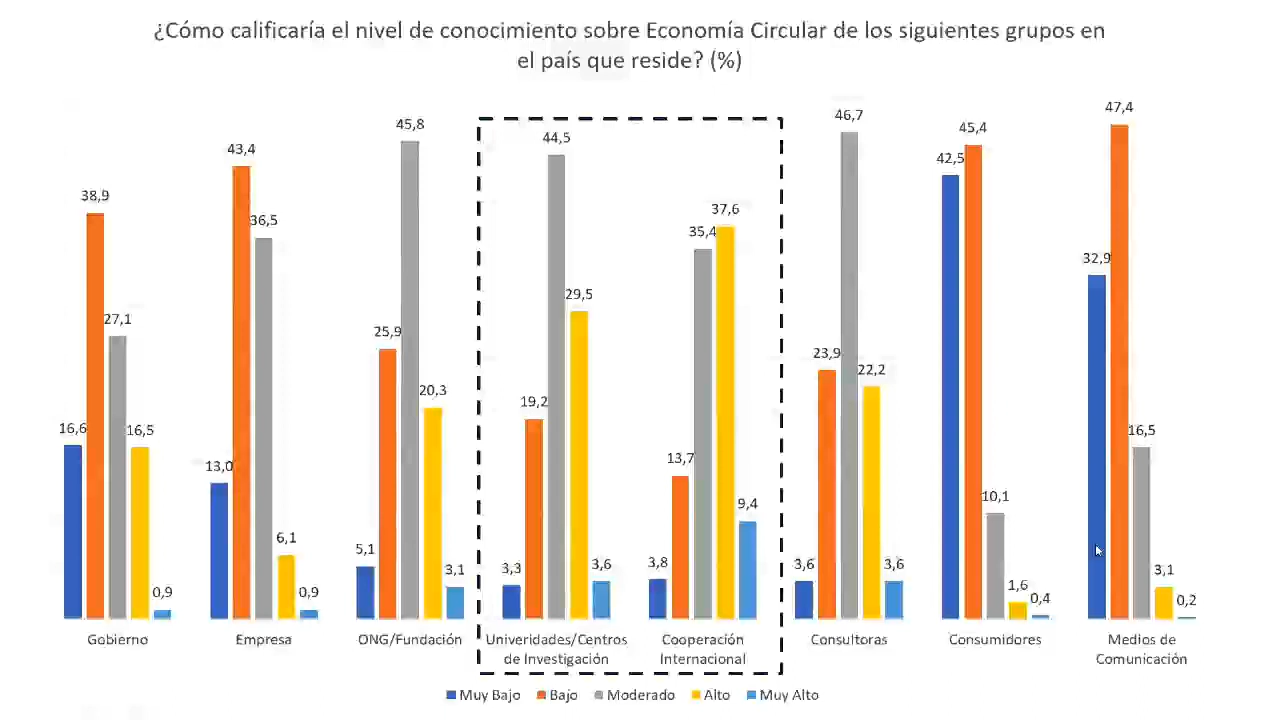 ¿Cómo calificaría el nivel de conocimiento sobre Economía Circular de los siguientes grupos en
el país que reside? (%)
16,6
38,9
27,1
16,5
0,9
13,0
43,4
36,5
6,1
0,9
5,1
25,9
45,8
20,3
3,1
3,3
19,2
44,5
29,5
3,6
3,8
13,7
35,4
37,6
9,4
3,6
23,9
46,7
22,2
3,6
42,5
45,4
10,1
1,6
0,4
32,9
47,4
16,5
3,1
0,2
Gobierno
Empresa
ONG/Fundación
Univeridades/Centros
de Investigación
Cooperación
Internacional
Consultoras
Consumidores
Medios de
Comunicación
Muy Bajo
Bajo
Moderado
Alto
Muy Alto